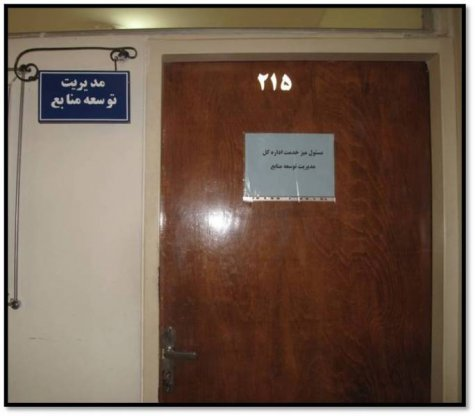 ۲۱۵
مدیریت
توسعه منابع
مسئول میز خدمت اداره کل
مدیریت توسعه منابع